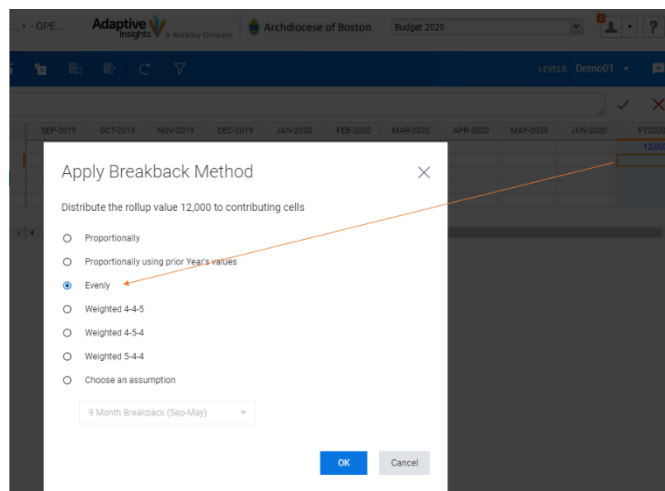 ... › - OPE...
Adaptive Insights A Workday Company
Archdiocese of Boston
Budget 2020
1
?
LEVELS Demo01
SEP-2019 OCT-2019 NOV-2019 DEC-2019 JAN-2020 FEB-2020 MAR-2020 APR-2020 MAY-2020 JUN-2020 FY2020
12,000
Apply Breakback Method
Distribute the rollup value 12,000 to contributing cells
Proportionally
Proportionally using prior Year's values
Evenly
Weighted 4-4-5
Weighted 4-5-4
Weighted 5-4-4
Choose an assumption
9 Month Breakback (Sep-May)
OK Cancel